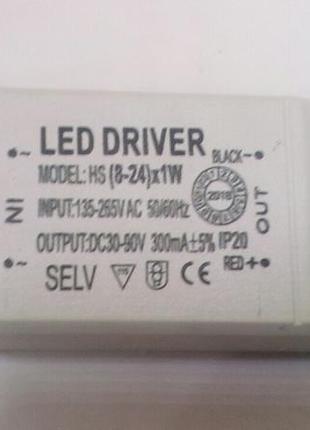 LED DRIVER
BLACK−
MODEL: HS (8-24)x1W
INPUT:135-265V AC 50/60Hz
2018
IN
OUT
OUTPUT:DC30-90V 300mA±5% IP20
RED+
SELV CE